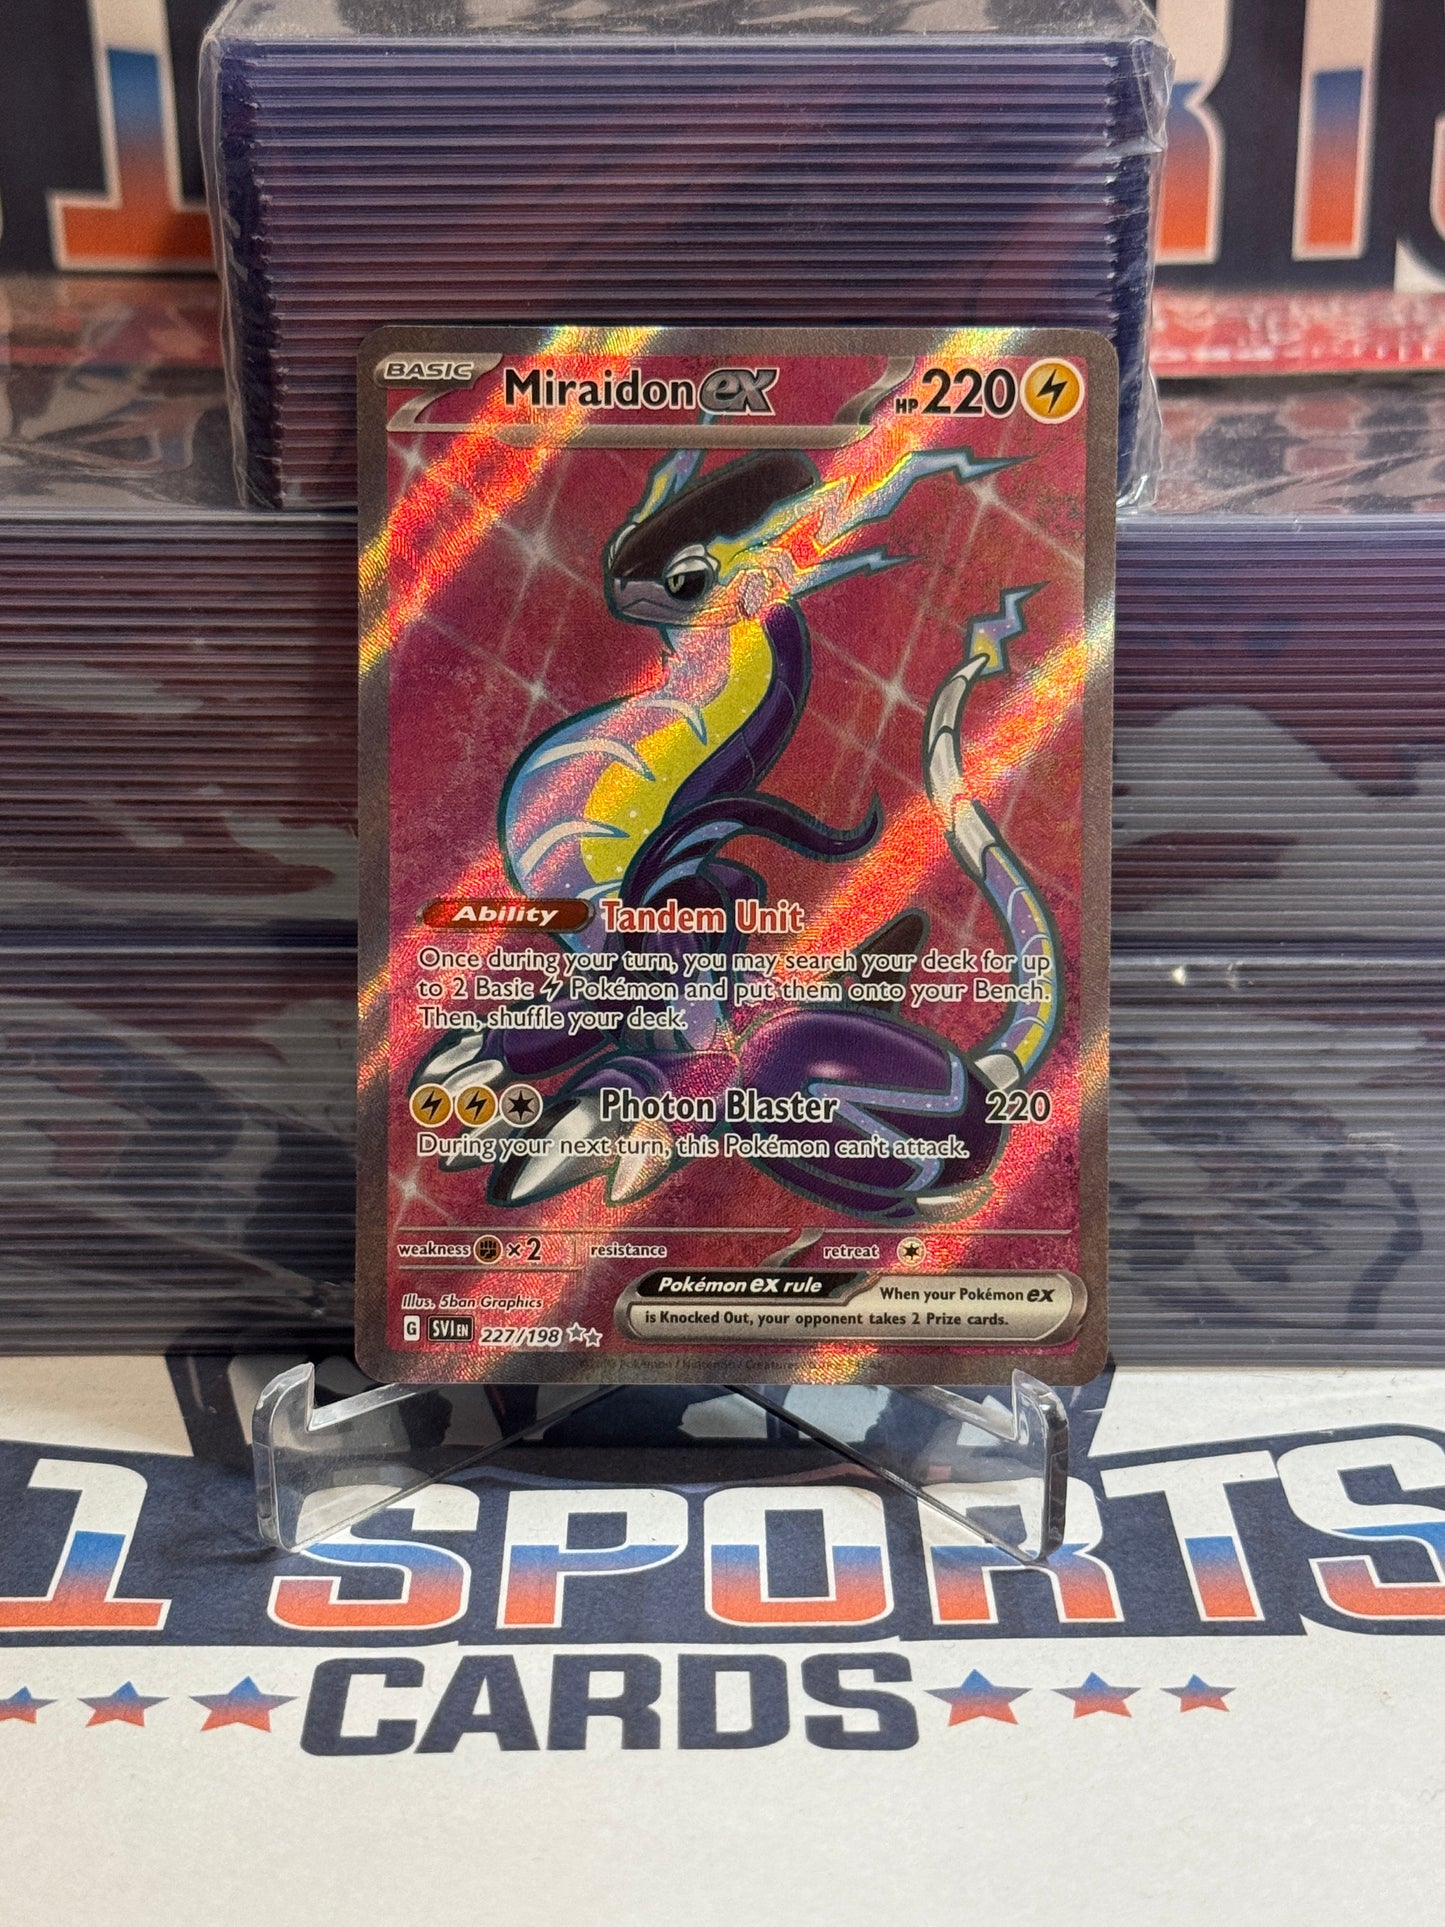 BASIC
Miraidon ex
HP 220
Ability Tandem Unit
Once during your turn, you may search your deck for up
to 2 Basic Pokémon and put them onto your Bench.
Then, shuffle your deck.
Photon Blaster 220
During your next turn, this Pokémon can't attack.
weakness ×2 resistance retreat
Pokémon ex rule When your Pokémon ex
is Knocked Out, your opponent takes 2 Prize cards.
Illus. 5ban Graphics
G SVI EN 227/198
1 SPORTS
CARDS